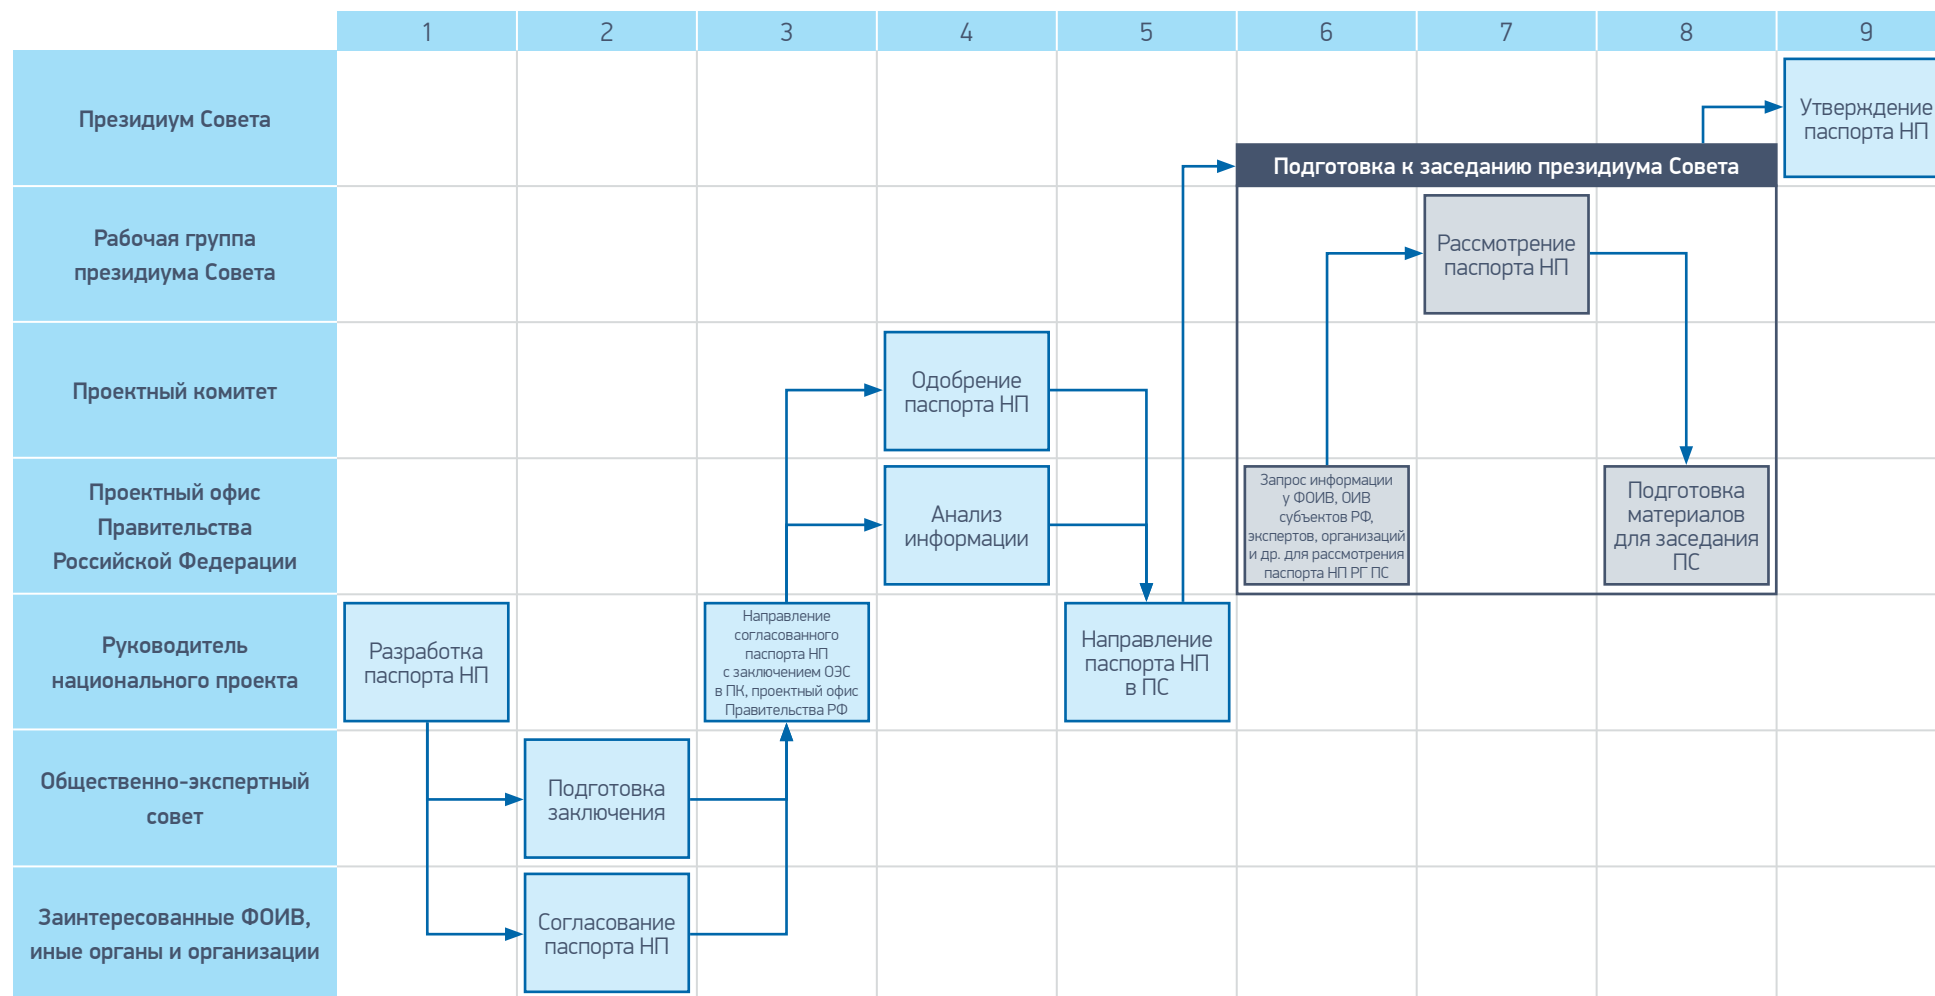 1 2 3 4 5 6 7 8 9
Президиум Совета
Утверждение
паспорта НП
Подготовка к заседанию президиума Совета
Рабочая группа
президиума Совета
Рассмотрение
паспорта НП
Проектный комитет
Одобрение
паспорта НП
Проектный офис
Правительства
Российской Федерации
Анализ
информации
Запрос информации
у ФОИВ, ОИВ
субъектов РФ,
экспертов, организаций
и др. для рассмотрения
паспорта НП РГ ПС
Подготовка
материалов
для заседания
ПС
Руководитель
национального проекта
Разработка
паспорта НП
Направление
согласованного
паспорта НП
с заключением ОЭС
в ПК, проектный офис
Правительства РФ
Направление
паспорта НП
в ПС
Общественно-экспертный
совет
Подготовка
заключения
Заинтересованные ФОИВ,
иные органы и организации
Согласование
паспорта НП